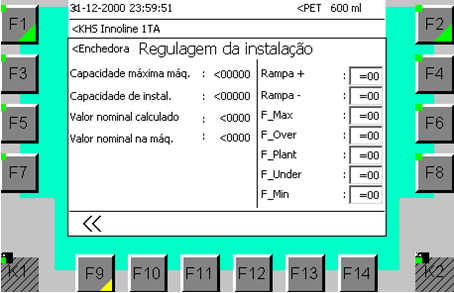 31-12-2000 23:59:51 <PET 600 ml
<KHS Innoline 1TA
<Enchedora Regulagem da instalação
Capacidade máxima máq. : <00000
Capacidade de instal. : <00000
Valor nominal calculado : <0000
Valor nominal na máq. : <0000
Rampa + : =00
Rampa - : =00
F_Max : =00
F_Over : =00
F_Plant : =00
F_Under : =00
F_Min : =00
<<
F1
F3
F5
F7
K1
F2
F4
F6
F8
K2
F9 F10 F11 F12 F13 F14